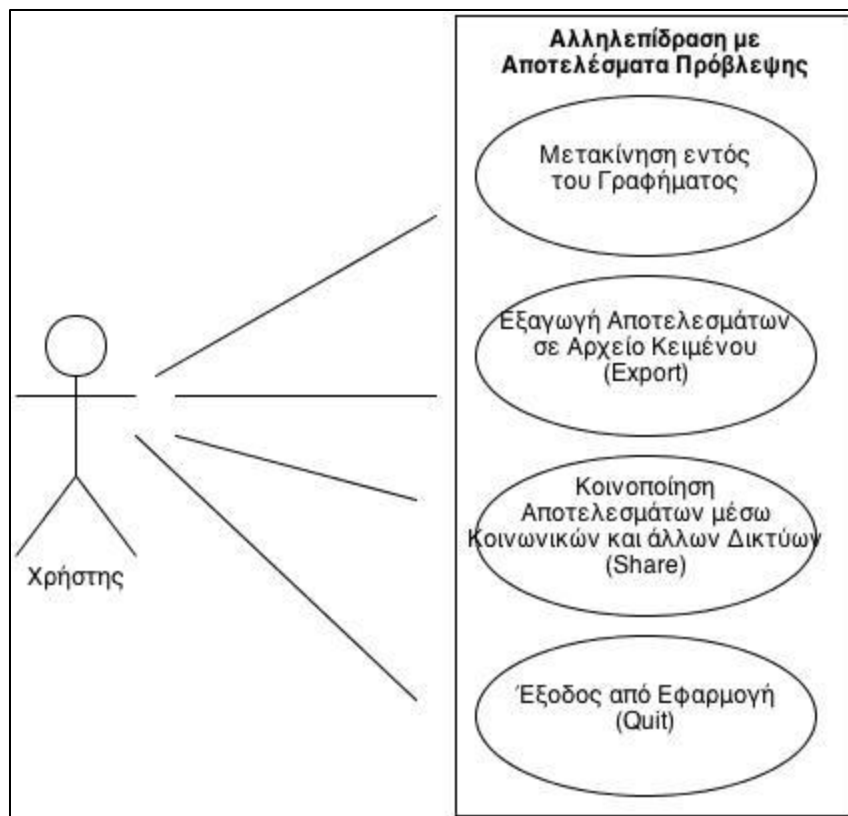 Αλληλεπίδραση με
Αποτελέσματα Πρόβλεψης
Μετακίνηση εντός
του Γραφήματος
Εξαγωγή Αποτελεσμάτων
σε Αρχείο Κειμένου
(Export)
Κοινοποίηση
Αποτελεσμάτων μέσω
Κοινωνικών και άλλων Δικτύων
(Share)
Χρήστης
Έξοδος από Εφαρμογή
(Quit)